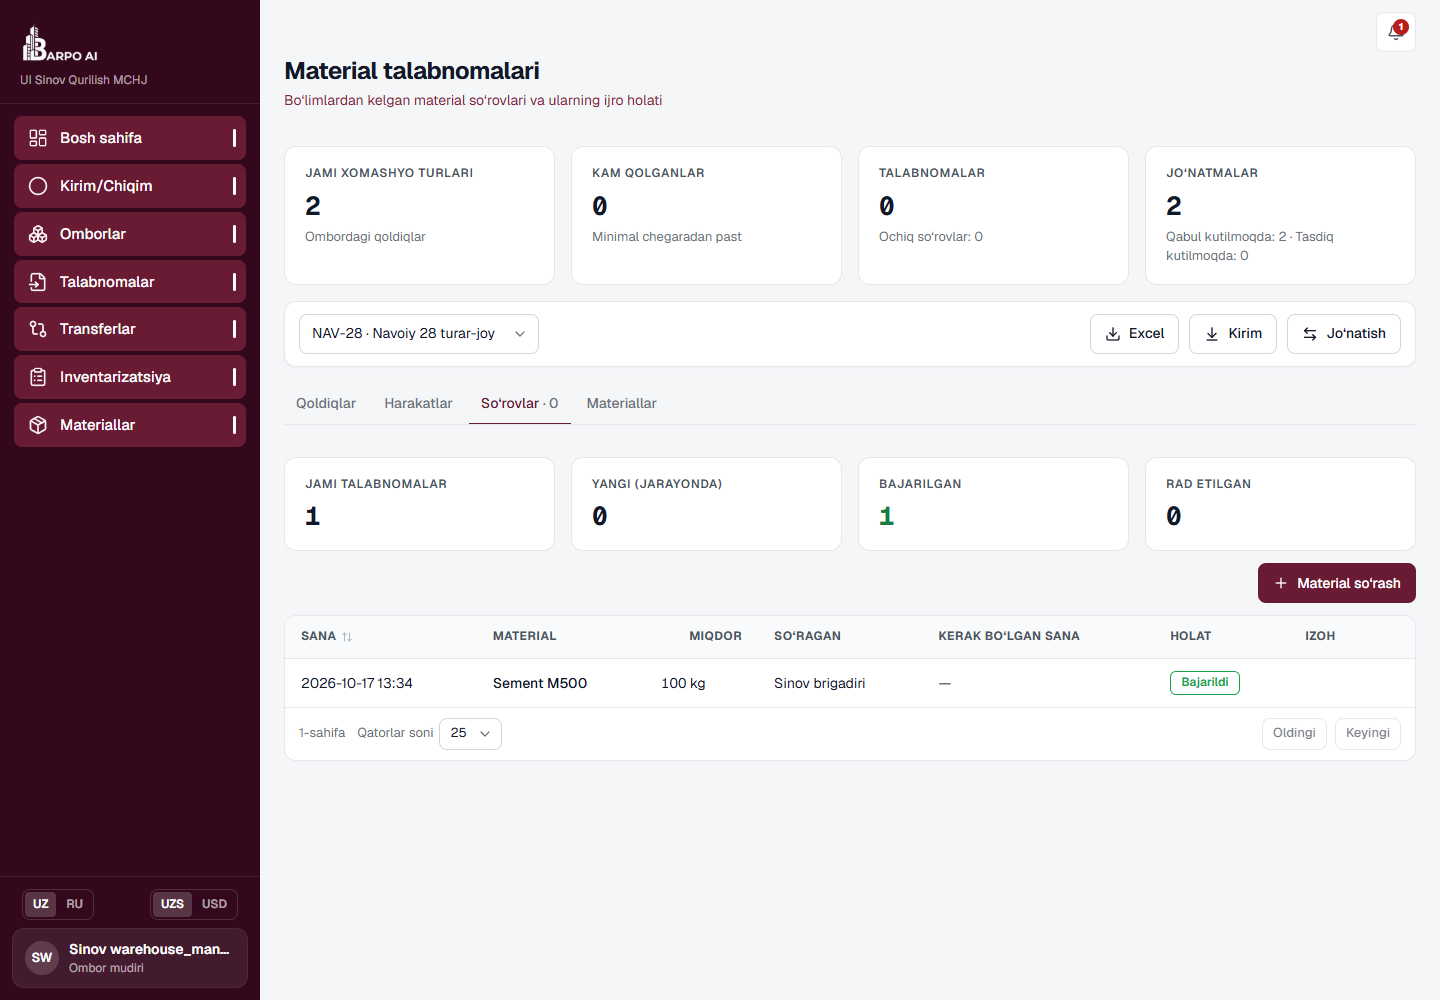 BARPO AI
UI Sinov Qurilish MCHJ
Bosh sahifa
Kirim/Chiqim
Omborlar
Talabnomalar
Transferlar
Inventarizatsiya
Materiallar
UZ RU UZS USD
SW
Sinov warehouse_man...
Ombor mudiri
1
Material talabnomalari
Bo‘limlardan kelgan material so‘rovlari va ularning ijro holati
JAMI XOMASHYO TURLARI
2
Ombordagi qoldiqlar
KAM QOLGANLAR
0
Minimal chegaradan past
TALABNOMALAR
0
Ochiq so‘rovlar: 0
JO‘NATMALAR
2
Qabul kutilmoqda: 2 · Tasdiq
kutilmoqda: 0
NAV-28 · Navoiy 28 turar-joy
Excel
Kirim
Jo‘natish
Qoldiqlar Harakatlar So‘rovlar · 0 Materiallar
JAMI TALABNOMALAR
1
YANGI (JARAYONDA)
0
BAJARILGAN
1
RAD ETILGAN
0
+ Material so‘rash
SANA MATERIAL MIQDOR SO‘RAGAN KERAK BO‘LGAN SANA HOLAT IZOH
2026-10-17 13:34 Sement M500 100 kg Sinov brigadiri — Bajarildi
1-sahifa Qatorlar soni 25 Oldingi Keyingi